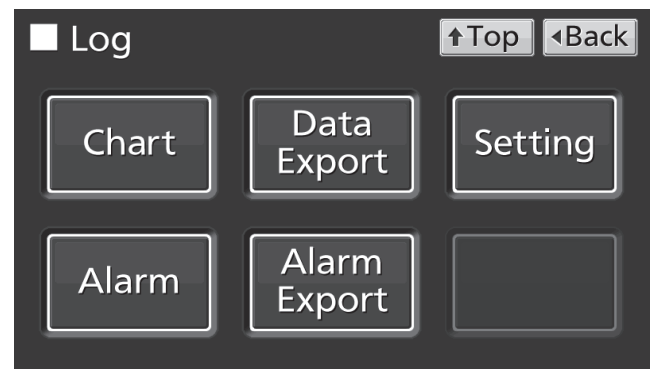 Log
↑Top
◂Back
Chart
Data
Export
Setting
Alarm
Alarm
Export